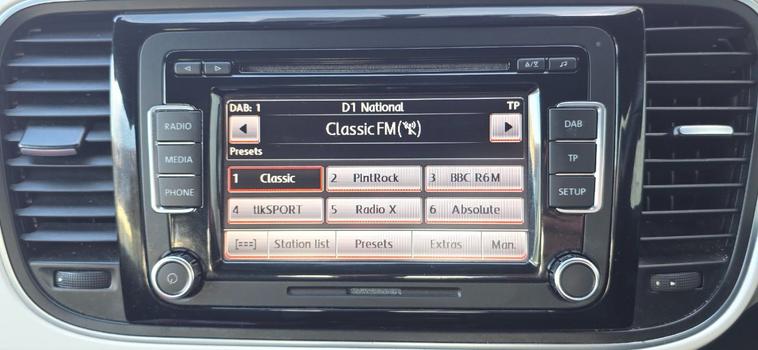 DAB: 1 D1 National TP
RADIO Classic FM DAB
Presets
MEDIA 1 Classic 2 PlntRock 3 BBC R6M TP
PHONE 4 tlkSPORT 5 Radio X 6 Absolute SETUP
Station list Presets Extras Man.